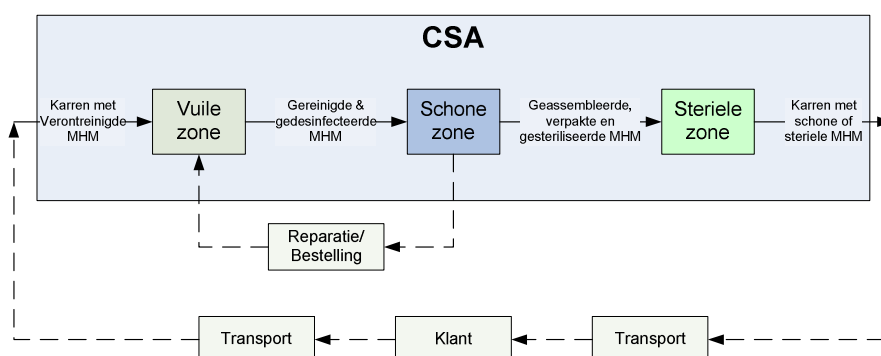 CSA
Karren met
Verontreinigde
MHM
Vuile
zone
Gereinigde &
gedesinfecteerde
MHM
Schone
zone
Geassembleerde,
verpakte en
gesteriliseerde MHM
Steriele
zone
Karren met
schone of
steriele MHM
Reparatie/
Bestelling
Transport
Klant
Transport